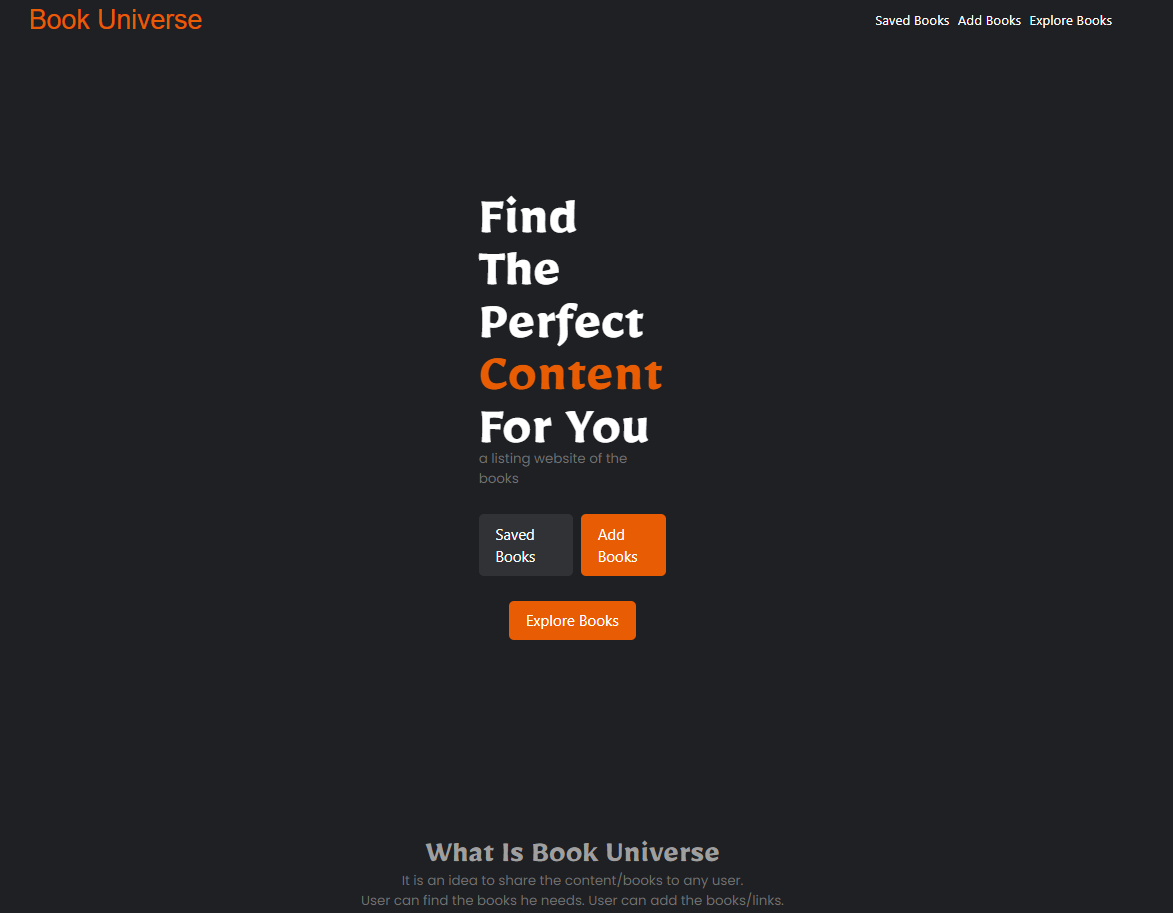 Book Universe
Saved Books Add Books Explore Books
Find
The
Perfect
Content
For You
a listing website of the
books
Saved
Books
Add
Books
Explore Books
What Is Book Universe
It is an idea to share the content/books to any user.
User can find the books he needs. User can add the books/links.